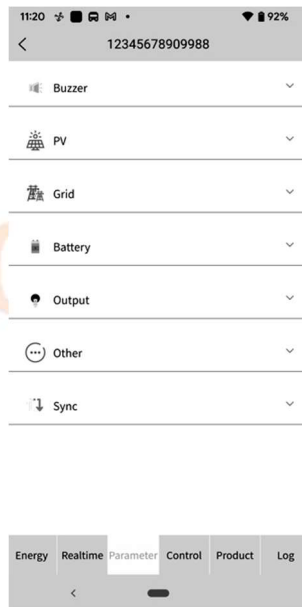 11:20 92%
12345678909988
Buzzer
PV
Grid
Battery
Output
Other
Sync
Energy Realtime Parameter Control Product Log